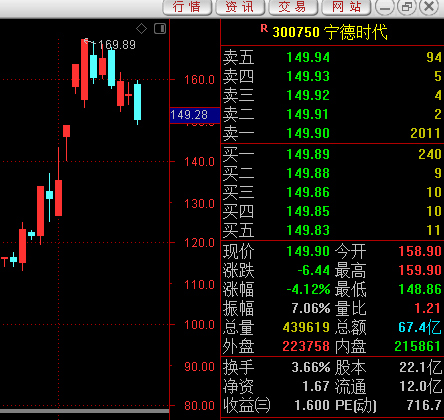 行情 资讯 交易 网站
R 300750 宁德时代
169.89
卖五 149.94 94
卖四 149.93 5
卖三 149.92 4
卖二 149.91 2
卖一 149.90 2011
买一 149.89 240
买二 149.88 9
买三 149.86 10
买四 149.85 10
买五 149.83 11
现价 149.90 今开 158.90
涨跌 -6.44 最高 159.90
涨幅 -4.12% 最低 148.86
振幅 7.06% 量比 1.21
总量 439619 总额 67.4亿
外盘 223758 内盘 215861
换手 3.66% 股本 22.1亿
净资 1.67 流通 12.0亿
收益㈢ 1.600 PE(动) 716.7
160.0
149.28
140.0
130.0
120.0
110.0
100.0
90.00
80.00